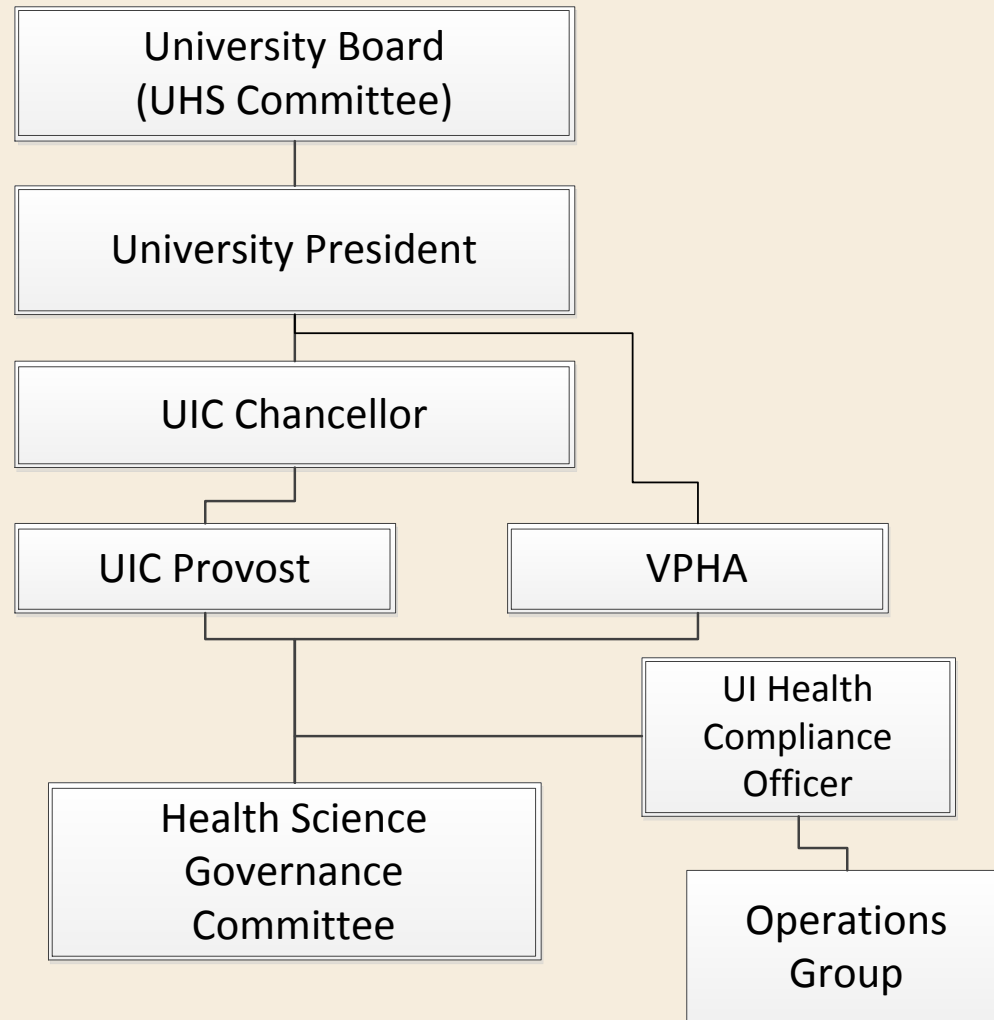 University Board
(UHS Committee)
University President
UIC Chancellor
UIC Provost
VPHA
UI Health
Compliance
Officer
Health Science
Governance
Committee
Operations
Group